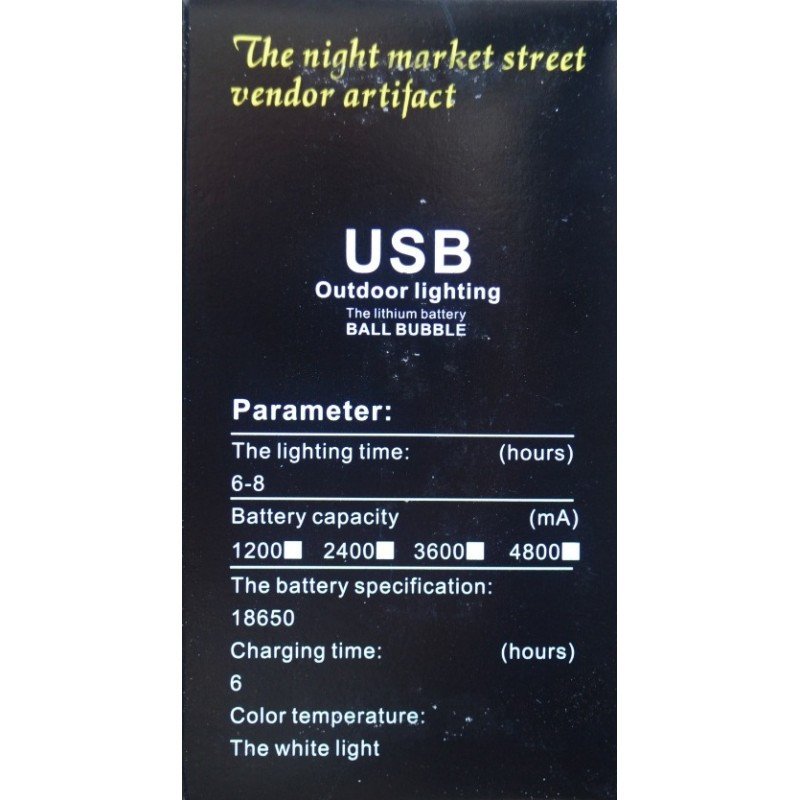 The night market street
vendor artifact
USB
Outdoor lighting
The lithium battery
BALL BUBBLE
Parameter:
The lighting time: (hours)
6-8
Battery capacity (mA)
1200 2400 3600 4800
The battery specification:
18650
Charging time: (hours)
6
Color temperature:
The white light